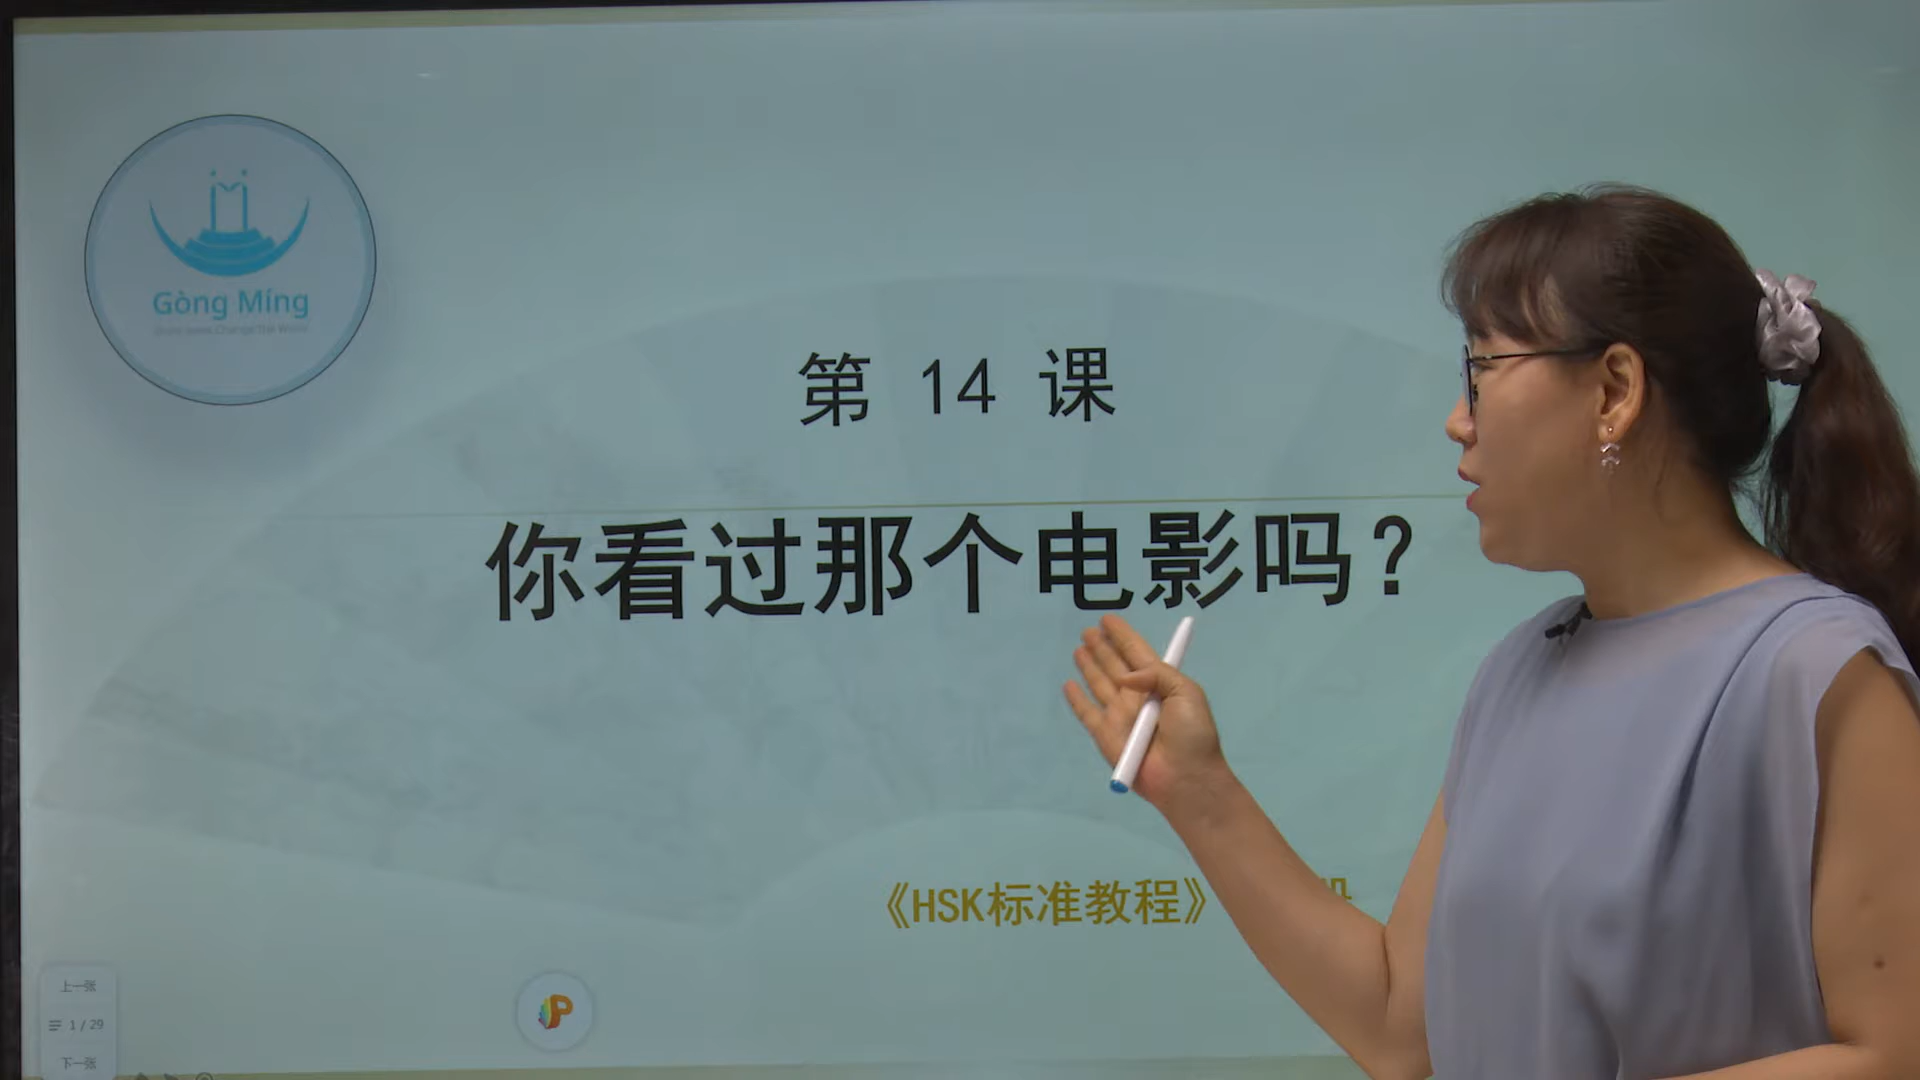 Gòng Míng
第 14 课
你看过那个电影吗？
《HSK标准教程》
上一张
1 / 29
下一张